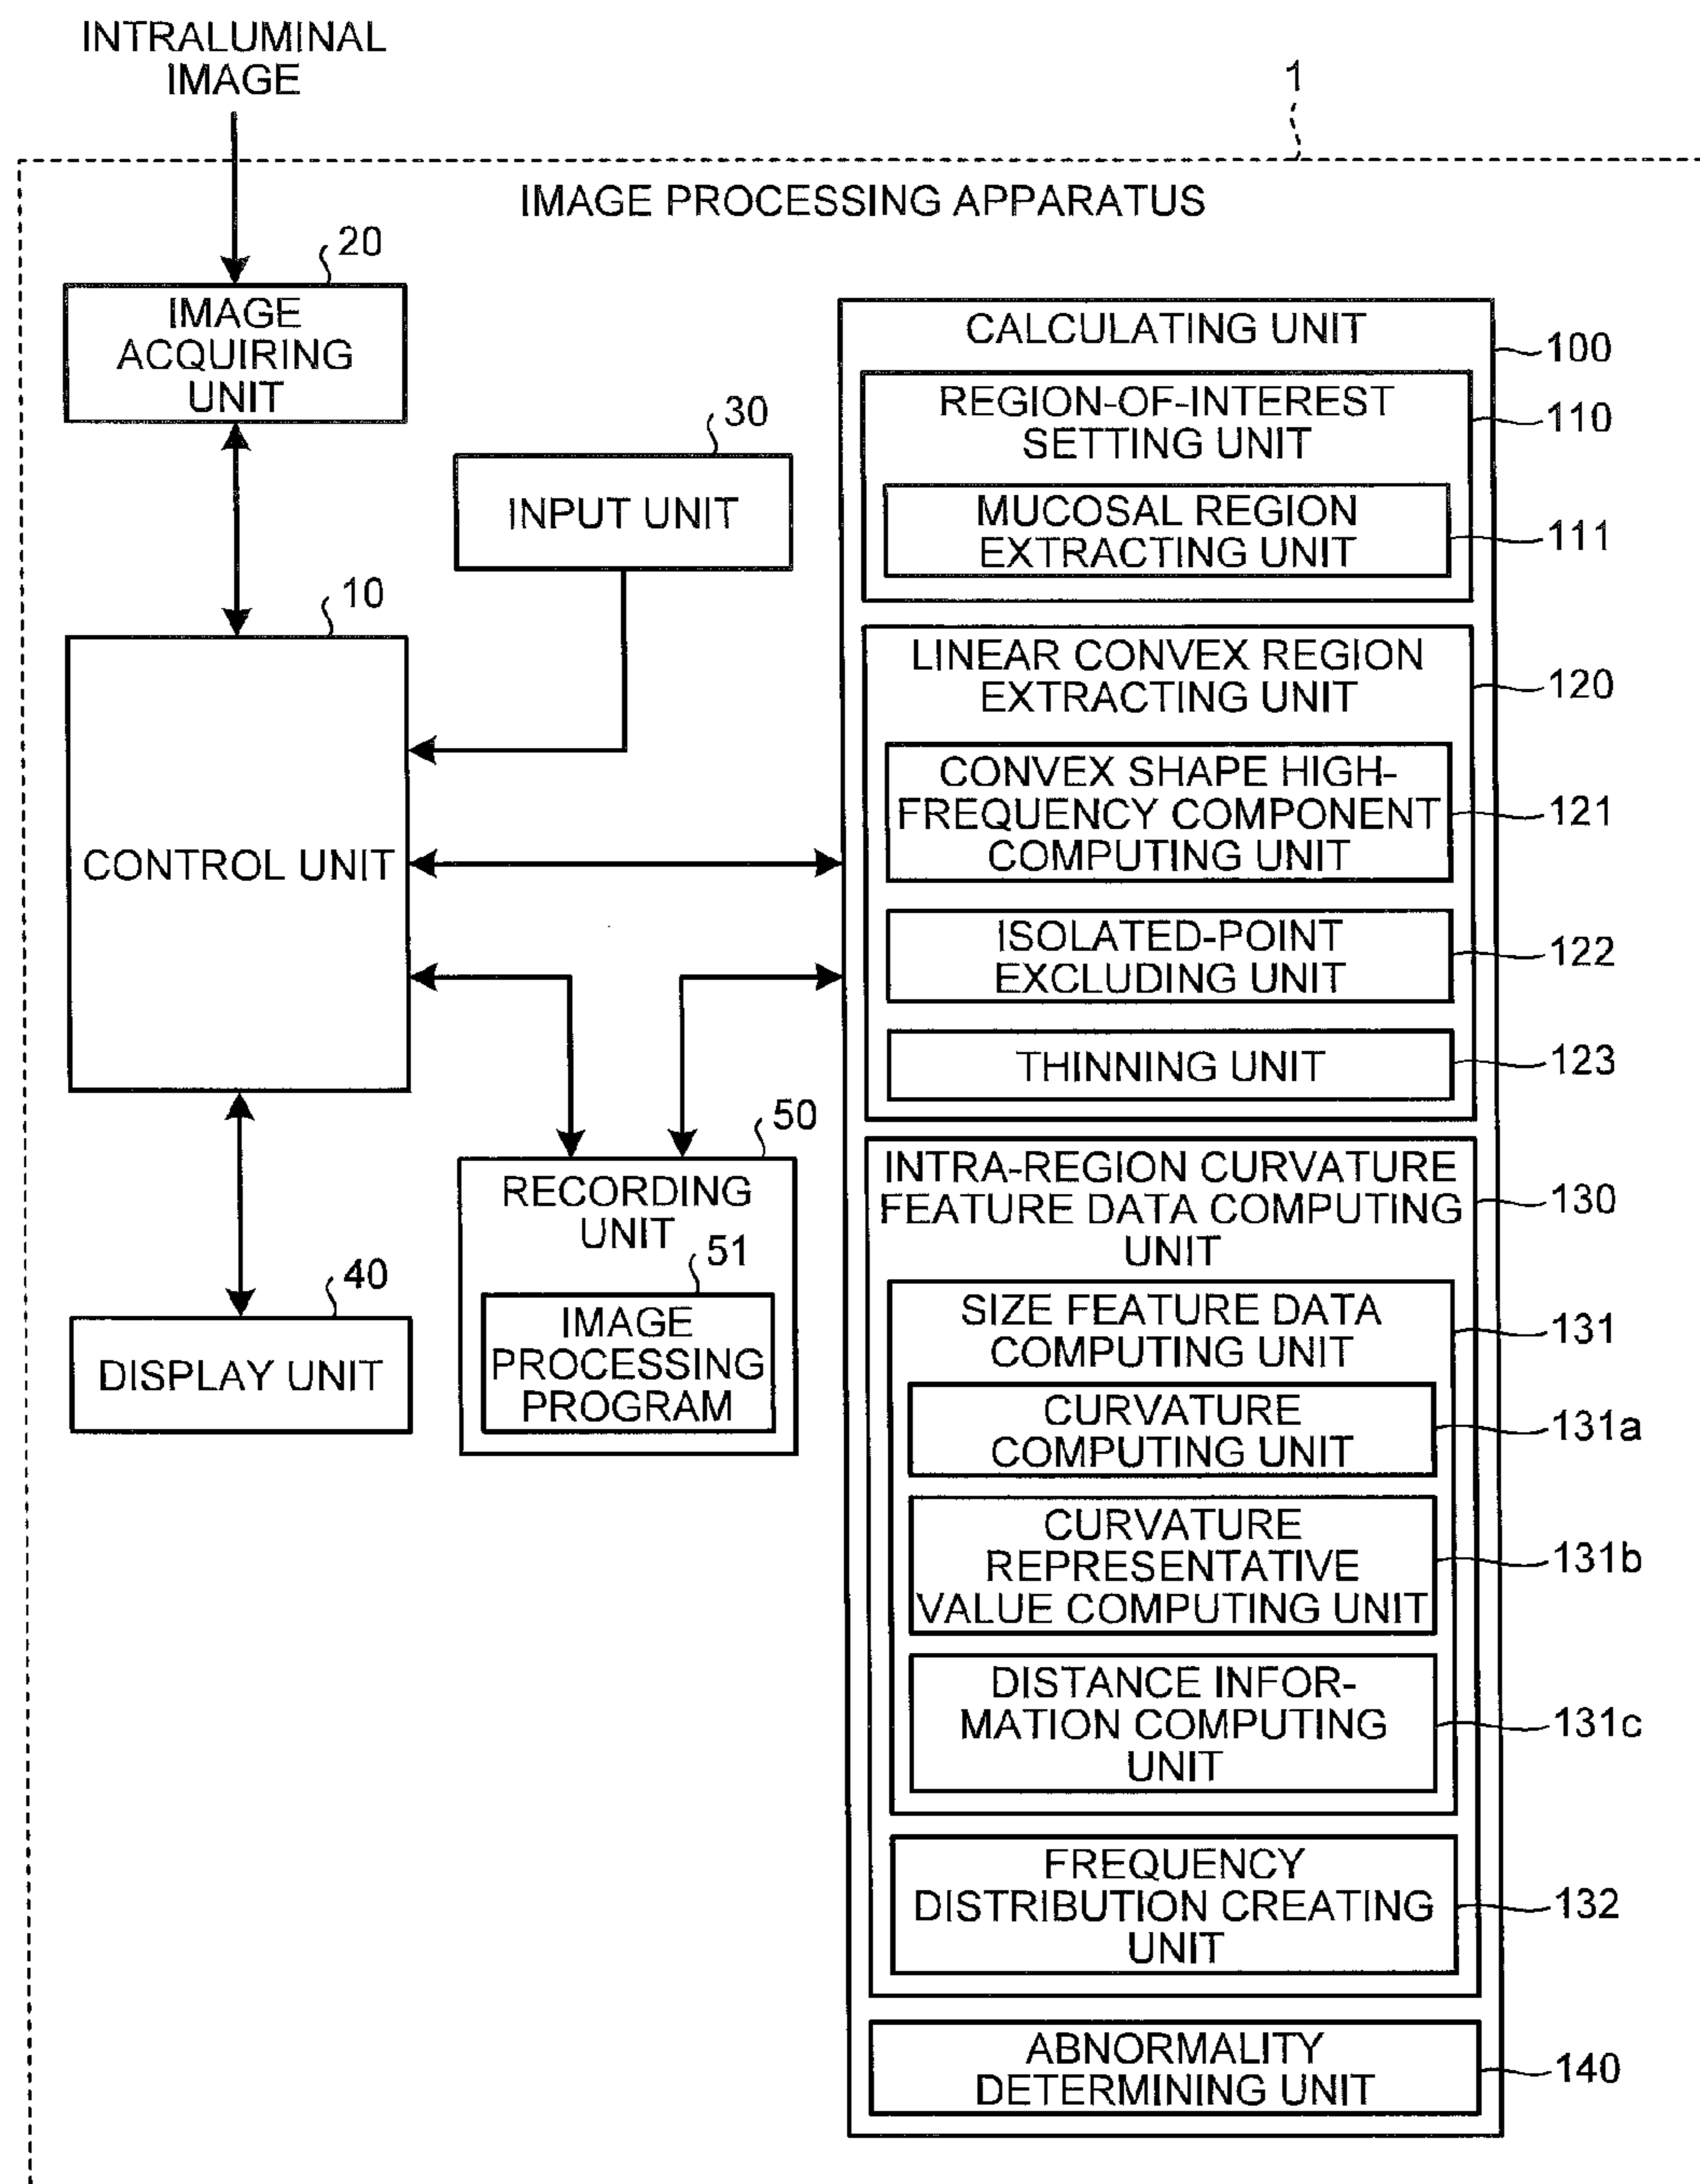 INTRALUMINAL
IMAGE
1
IMAGE PROCESSING APPARATUS
20
IMAGE
ACQUIRING
UNIT
30
INPUT UNIT
10
CONTROL UNIT
40
DISPLAY UNIT
50
RECORDING
UNIT
51
IMAGE
PROCESSING
PROGRAM
CALCULATING UNIT
100
REGION-OF-INTEREST
SETTING UNIT
110
MUCOSAL REGION
EXTRACTING UNIT
111
LINEAR CONVEX REGION
EXTRACTING UNIT
120
CONVEX SHAPE HIGH-
FREQUENCY COMPONENT
COMPUTING UNIT
121
ISOLATED-POINT
EXCLUDING UNIT
122
THINNING UNIT
123
INTRA-REGION CURVATURE
FEATURE DATA COMPUTING
UNIT
130
SIZE FEATURE DATA
COMPUTING UNIT
131
CURVATURE
COMPUTING UNIT
131a
CURVATURE
REPRESENTATIVE
VALUE COMPUTING UNIT
131b
DISTANCE INFOR-
MATION COMPUTING
UNIT
131c
FREQUENCY
DISTRIBUTION CREATING
UNIT
132
ABNORMALITY
DETERMINING UNIT
140